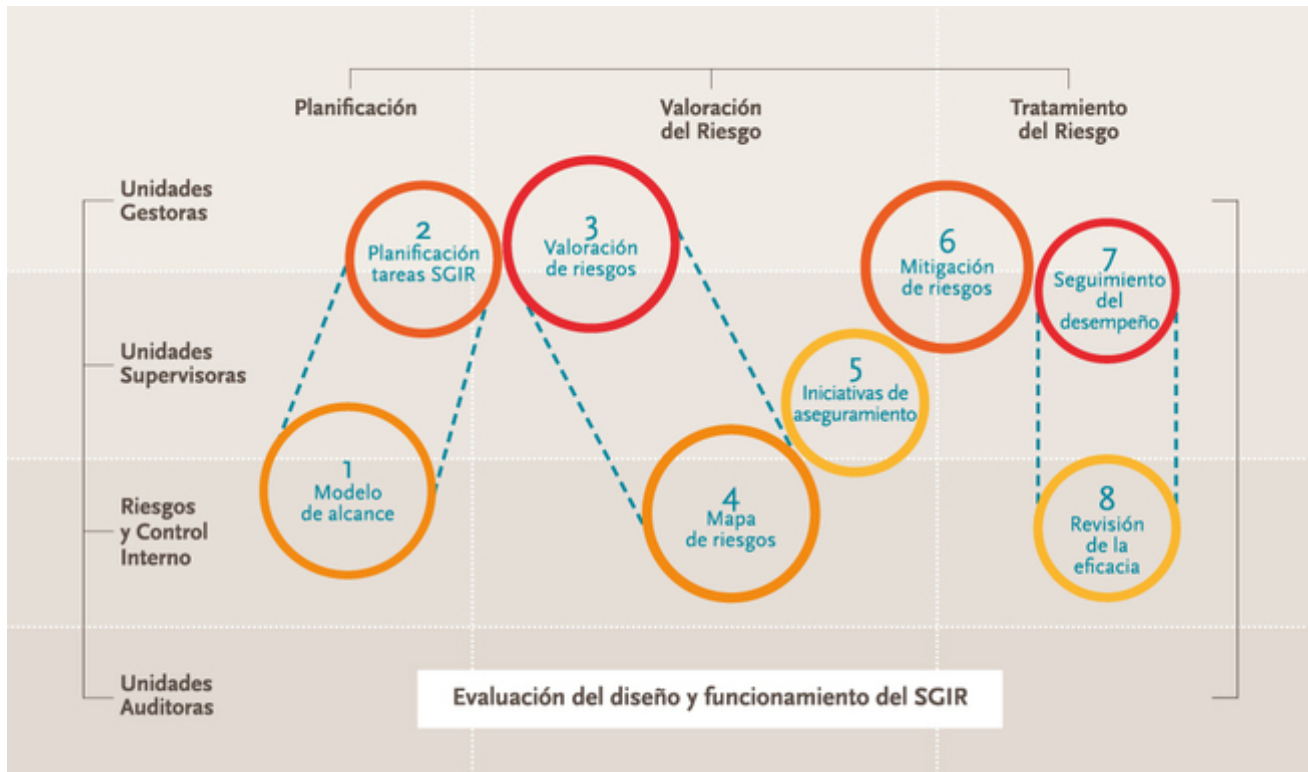 Planificación
Valoración
del Riesgo
Tratamiento
del Riesgo
Unidades
Gestoras
2
Planificación
tareas SGIR
3
Valoración
de riesgos
6
Mitigación
de riesgos
7
Seguimiento
del
desempeño
Unidades
Supervisoras
5
Iniciativas de
aseguramiento
Riesgos
y Control
Interno
1
Modelo
de alcance
4
Mapa
de riesgos
8
Revisión
de la
eficacia
Unidades
Auditoras
Evaluación del diseño y funcionamiento del SGIR